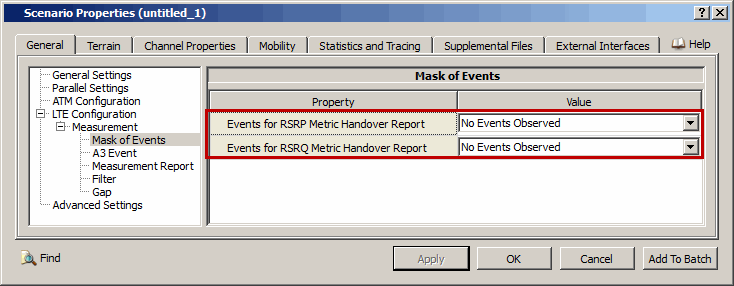 Scenario Properties (untitled_1)
General Terrain Channel Properties Mobility Statistics and Tracing Supplemental Files External Interfaces Help
General Settings
Parallel Settings
ATM Configuration
LTE Configuration
Measurement
Mask of Events
A3 Event
Measurement Report
Filter
Gap
Advanced Settings
Mask of Events
Property Value
Events for RSRP Metric Handover Report No Events Observed
Events for RSRQ Metric Handover Report No Events Observed
Find Apply OK Cancel Add To Batch